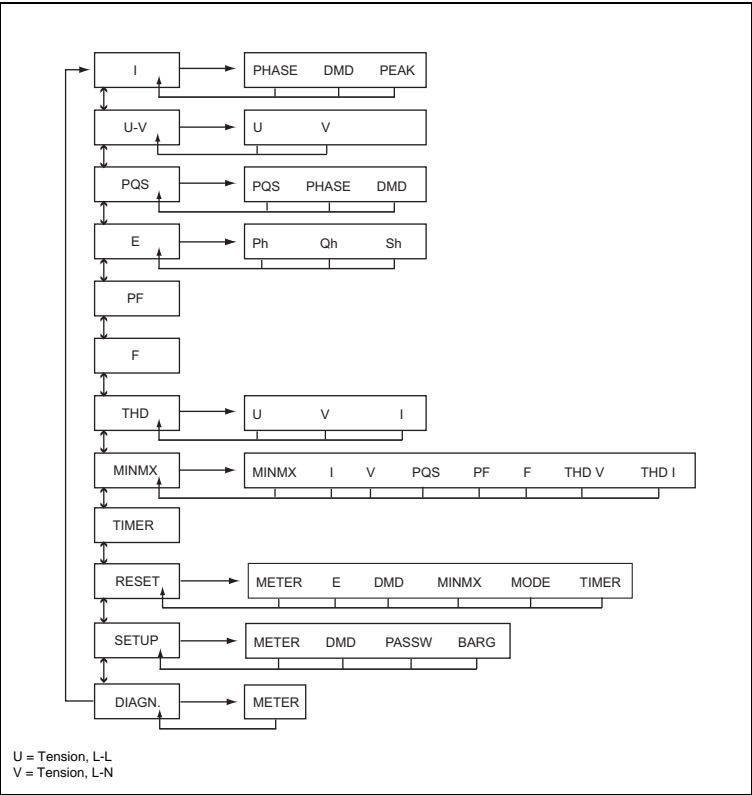 I PHASE DMD PEAK
U-V U V
PQS PQS PHASE DMD
E Ph Qh Sh
PF
F
THD U V I
MINMX MINMX I V PQS PF F THD V THD I
TIMER
RESET METER E DMD MINMX MODE TIMER
SETUP METER DMD PASSW BARG
DIAGN. METER
U = Tension, L-L
V = Tension, L-N